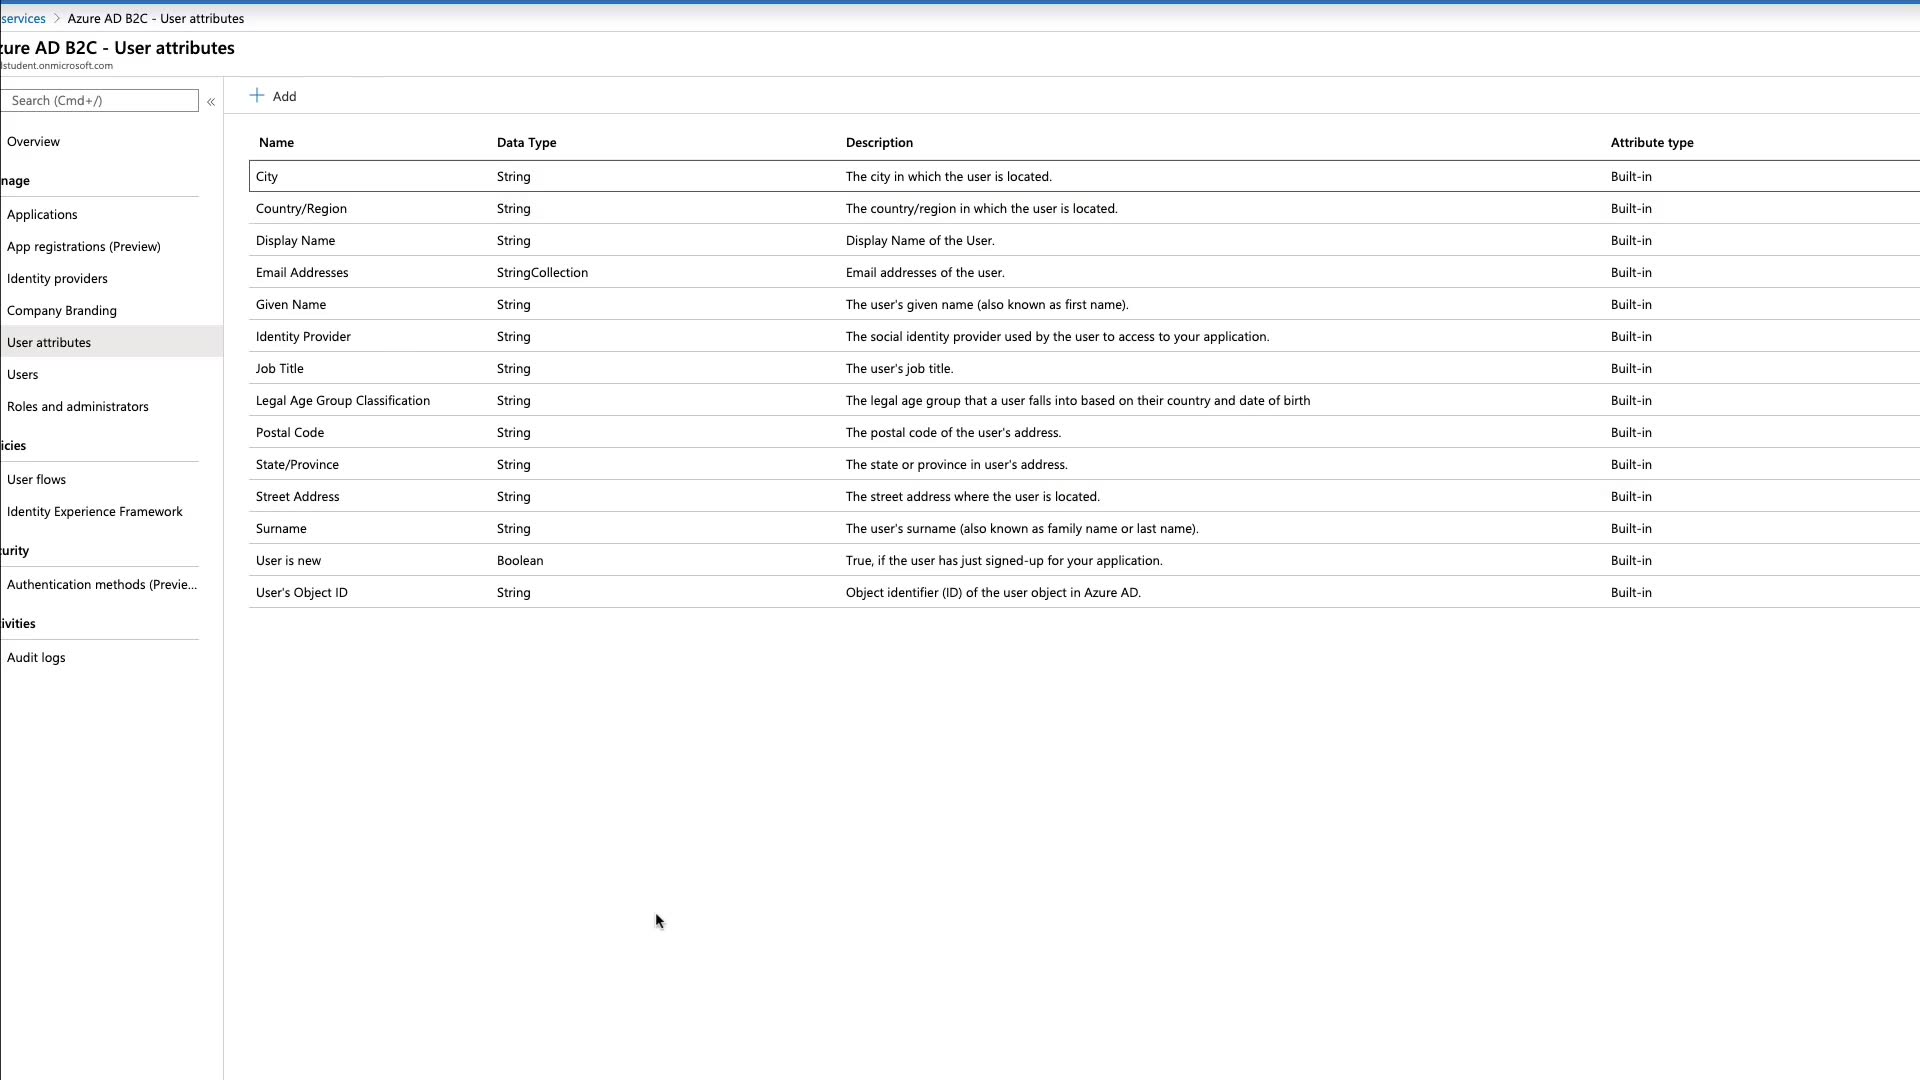 services > Azure AD B2C - User attributes
zure AD B2C - User attributes
lstudent.onmicrosoft.com
Search (Cmd+/)
«
Overview
nage
Applications
App registrations (Preview)
Identity providers
Company Branding
User attributes
Users
Roles and administrators
icies
User flows
Identity Experience Framework
curity
Authentication methods (Previe...
ivities
Audit logs
+ Add
Name Data Type Description Attribute type
City String The city in which the user is located. Built-in
Country/Region String The country/region in which the user is located. Built-in
Display Name String Display Name of the User. Built-in
Email Addresses StringCollection Email addresses of the user. Built-in
Given Name String The user's given name (also known as first name). Built-in
Identity Provider String The social identity provider used by the user to access to your application. Built-in
Job Title String The user's job title. Built-in
Legal Age Group Classification String The legal age group that a user falls into based on their country and date of birth Built-in
Postal Code String The postal code of the user's address. Built-in
State/Province String The state or province in user's address. Built-in
Street Address String The street address where the user is located. Built-in
Surname String The user's surname (also known as family name or last name). Built-in
User is new Boolean True, if the user has just signed-up for your application. Built-in
User's Object ID String Object identifier (ID) of the user object in Azure AD. Built-in